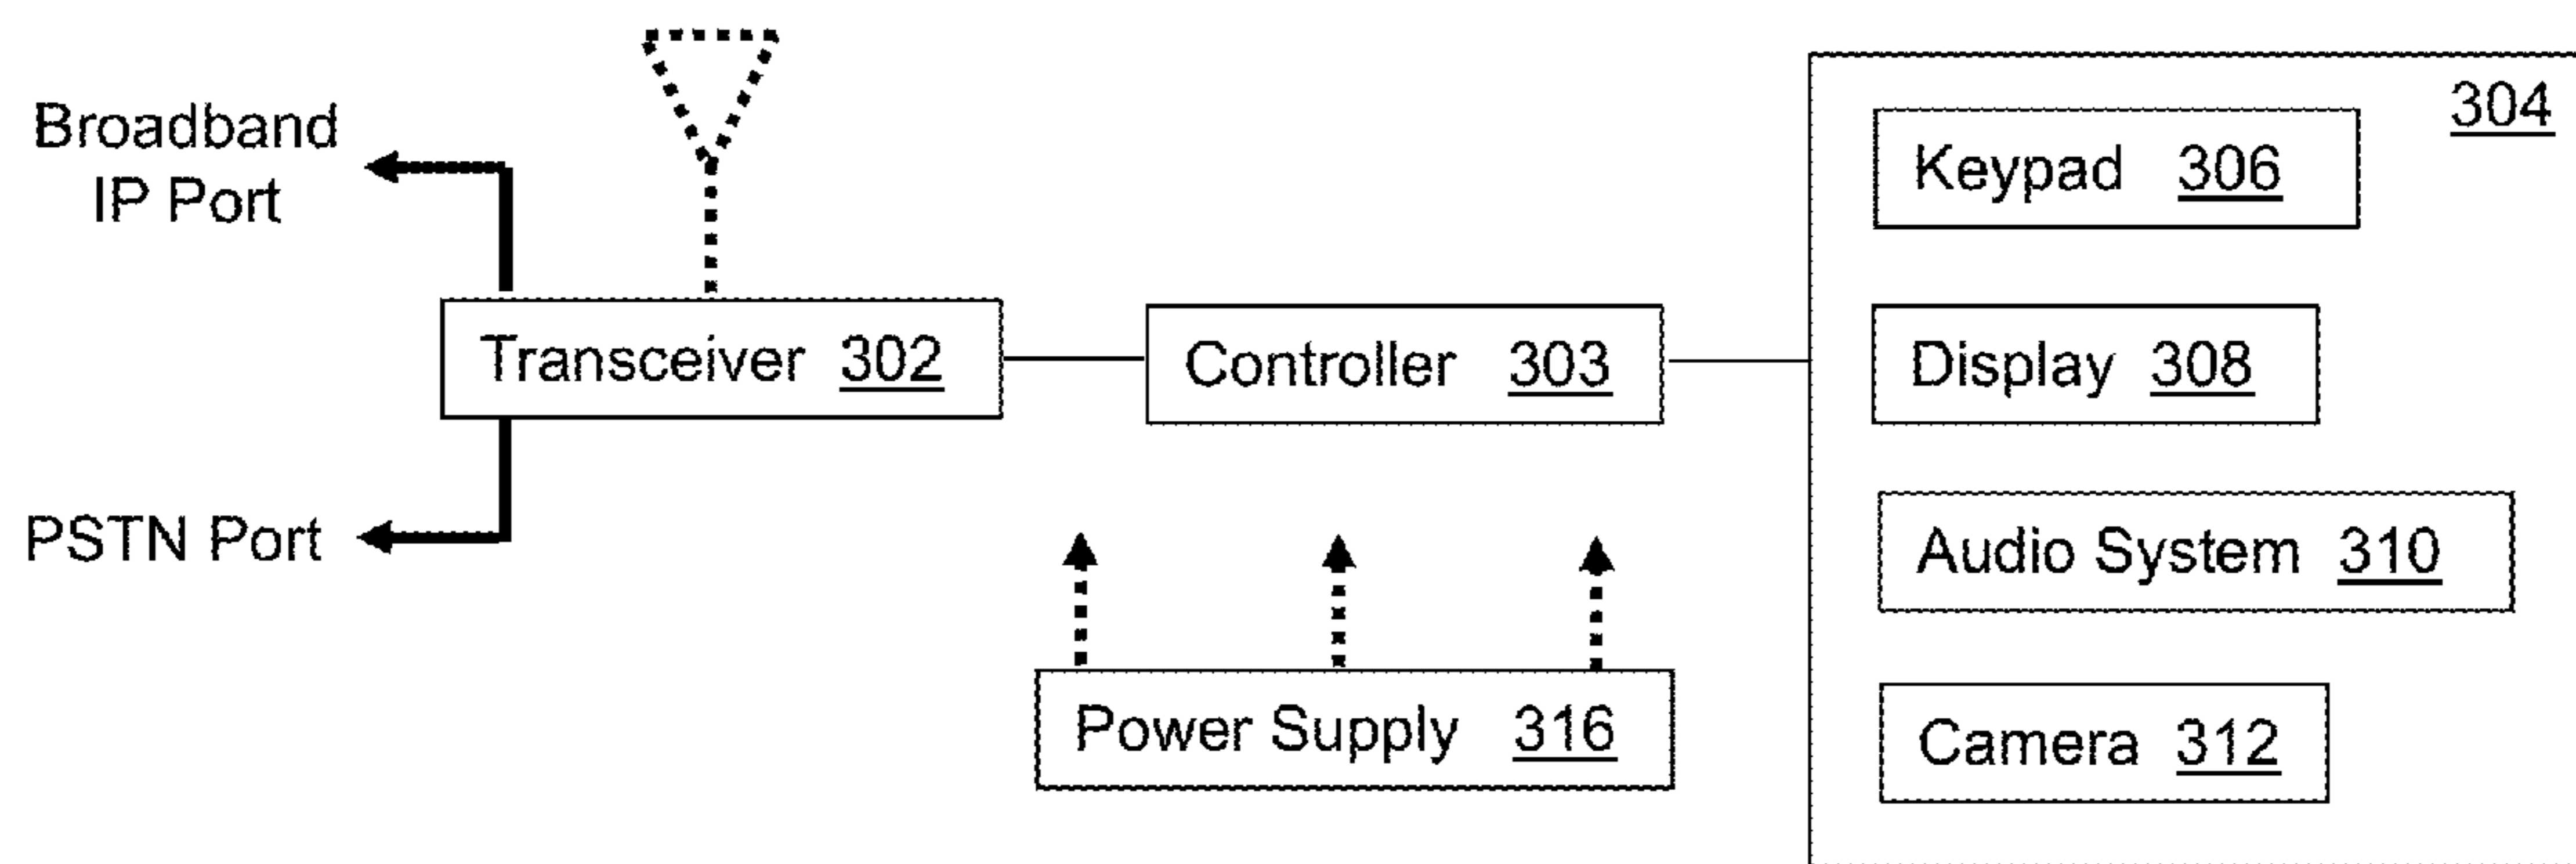 Broadband
IP Port
304
Keypad 306
Transceiver 302
Controller 303
Display 308
PSTN Port
Audio System 310
Power Supply 316
Camera 312